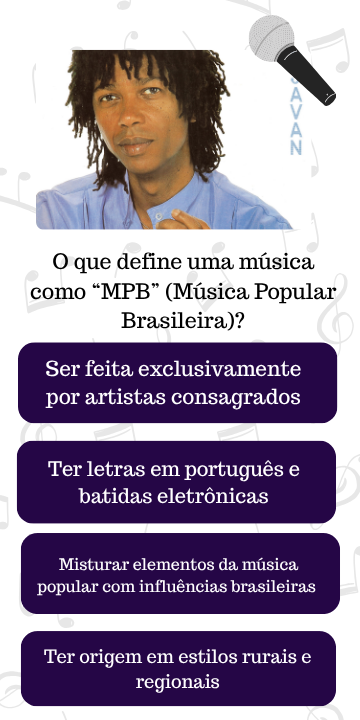 AVAN
O que define uma música
como “MPB” (Música Popular
Brasileira)?
Ser feita exclusivamente
por artistas consagrados
Ter letras em português e
batidas eletrônicas
Misturar elementos da música
popular com influências brasileiras
Ter origem em estilos rurais e
regionais